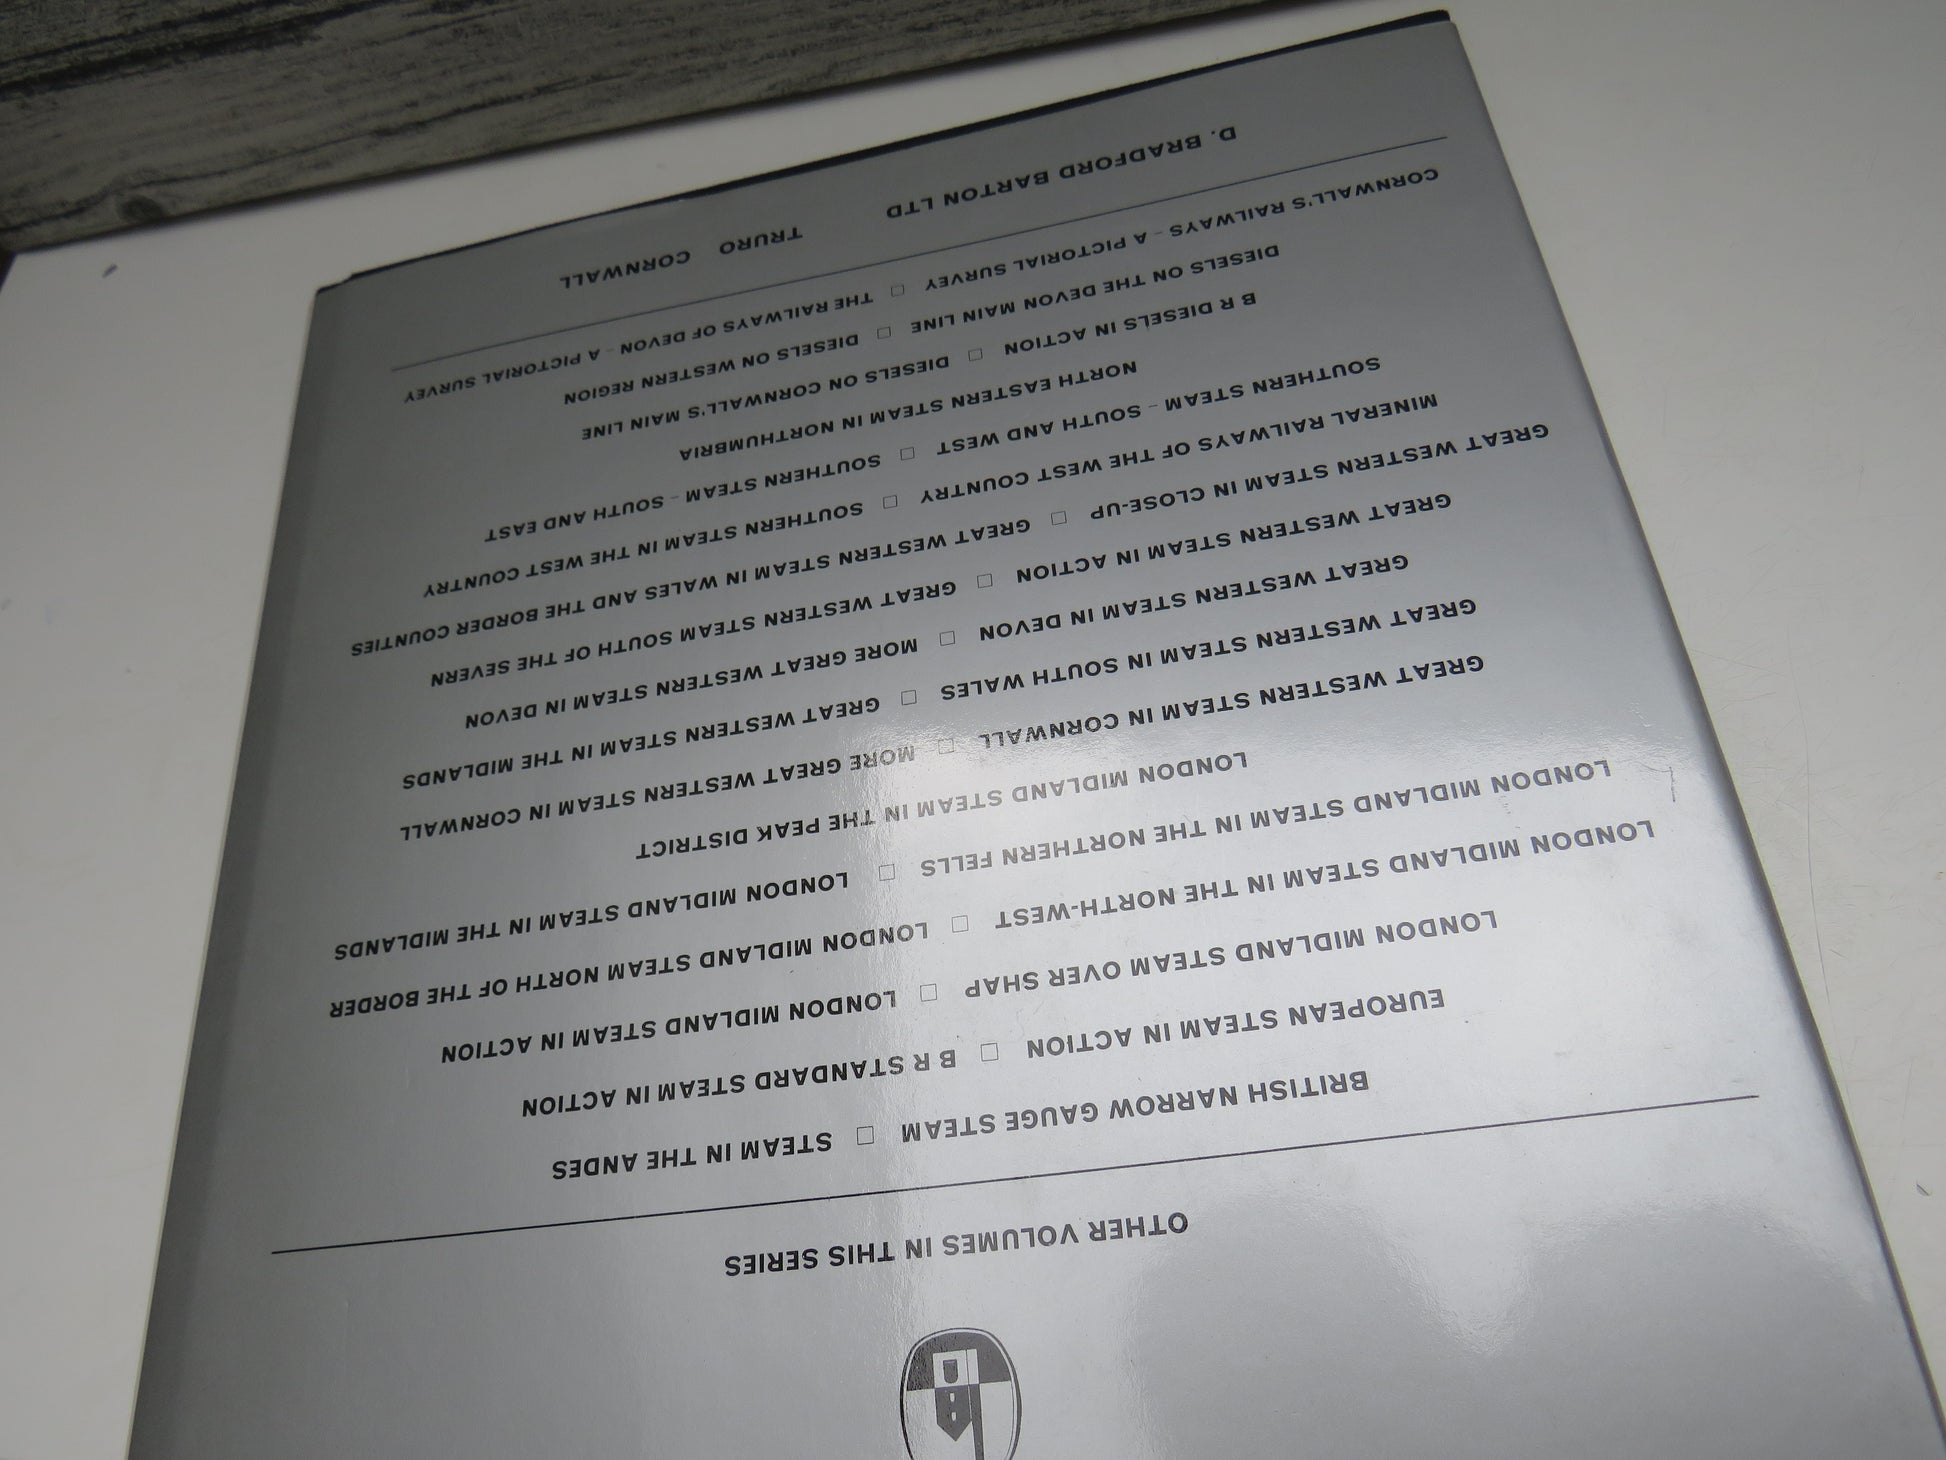 OTHER VOLUMES IN THIS SERIES
BRITISH NARROW GAUGE STEAM □ STEAM IN THE ANDES
EUROPEAN STEAM IN ACTION □ B R STANDARD STEAM IN ACTION
LONDON MIDLAND STEAM OVER SHAP □ LONDON MIDLAND STEAM IN ACTION
LONDON MIDLAND STEAM IN THE NORTH-WEST □ LONDON MIDLAND STEAM NORTH OF THE BORDER
LONDON MIDLAND STEAM IN THE NORTHERN FELLS □ LONDON MIDLAND STEAM IN THE MIDLANDS
LONDON MIDLAND STEAM IN THE PEAK DISTRICT
GREAT WESTERN STEAM IN CORNWALL □ MORE GREAT WESTERN STEAM IN CORNWALL
GREAT WESTERN STEAM IN SOUTH WALES □ GREAT WESTERN STEAM IN THE MIDLANDS
GREAT WESTERN STEAM IN DEVON □ MORE GREAT WESTERN STEAM IN DEVON
GREAT WESTERN STEAM IN ACTION □ GREAT WESTERN STEAM SOUTH OF THE SEVERN
GREAT WESTERN STEAM IN CLOSE-UP □ GREAT WESTERN STEAM IN WALES AND THE BORDER COUNTIES
MINERAL RAILWAYS OF THE WEST COUNTRY □ SOUTHERN STEAM IN THE WEST COUNTRY
SOUTHERN STEAM – SOUTH AND WEST □ SOUTHERN STEAM – SOUTH AND EAST
NORTH EASTERN STEAM IN NORTHUMBRIA
B R DIESELS IN ACTION □ DIESELS ON CORNWALL'S MAIN LINE
DIESELS ON THE DEVON MAIN LINE □ DIESELS ON WESTERN REGION
CORNWALL'S RAILWAYS – A PICTORIAL SURVEY □ THE RAILWAYS OF DEVON – A PICTORIAL SURVEY
D. BRADFORD BARTON LTD TRURO CORNWALL